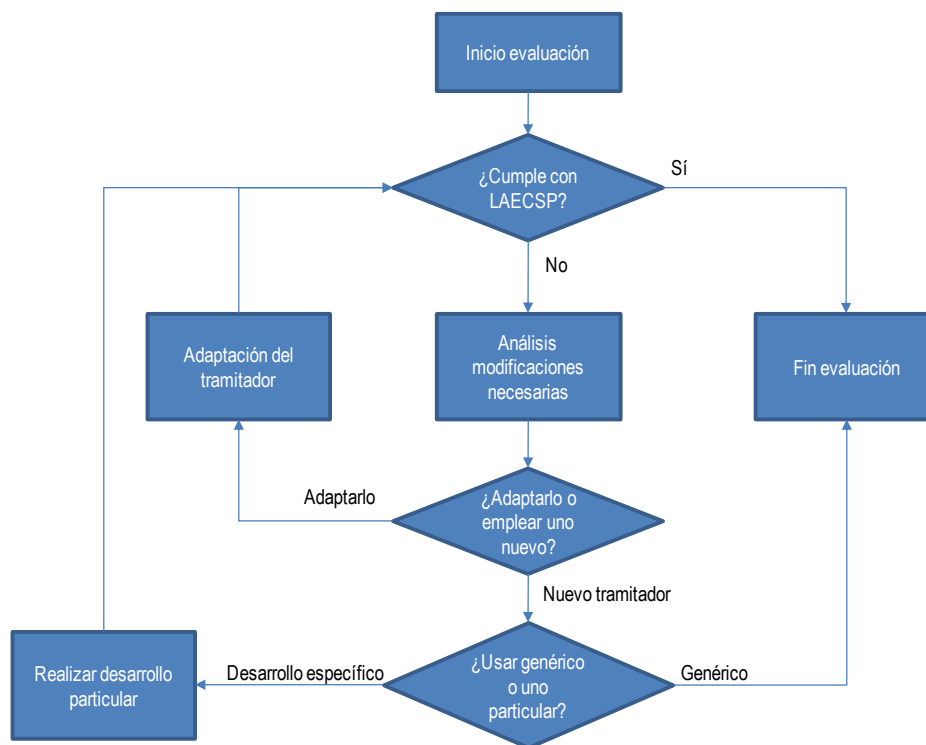 Inicio evaluación
¿Cumple con
LAECSP?
Sí
No
Adaptación del
tramitador
Análisis
modificaciones
necesarias
Fin evaluación
Adaptarlo
¿Adaptarlo o
emplear uno
nuevo?
Nuevo tramitador
Realizar desarrollo
particular
Desarrollo específico
¿Usar genérico
o uno
particular?
Genérico